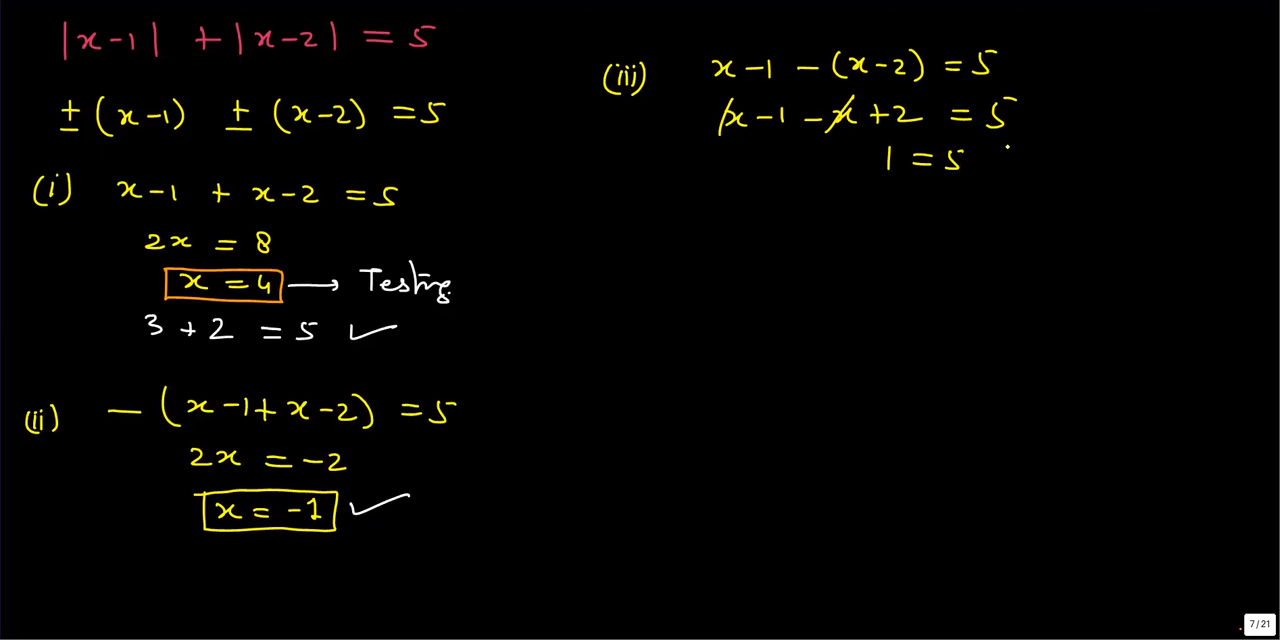 |x-1| + |x-2| = 5
± (x-1) ± (x-2) = 5
(i) x-1 + x-2 = 5
2x = 8
x = 4 → Testing
3 + 2 = 5 ✓
(ii) - (x-1+x-2) = 5
2x = -2
x = -1 ✓
(iii) x-1 - (x-2) = 5
x-1 - x+2 = 5
1 = 5
7/21